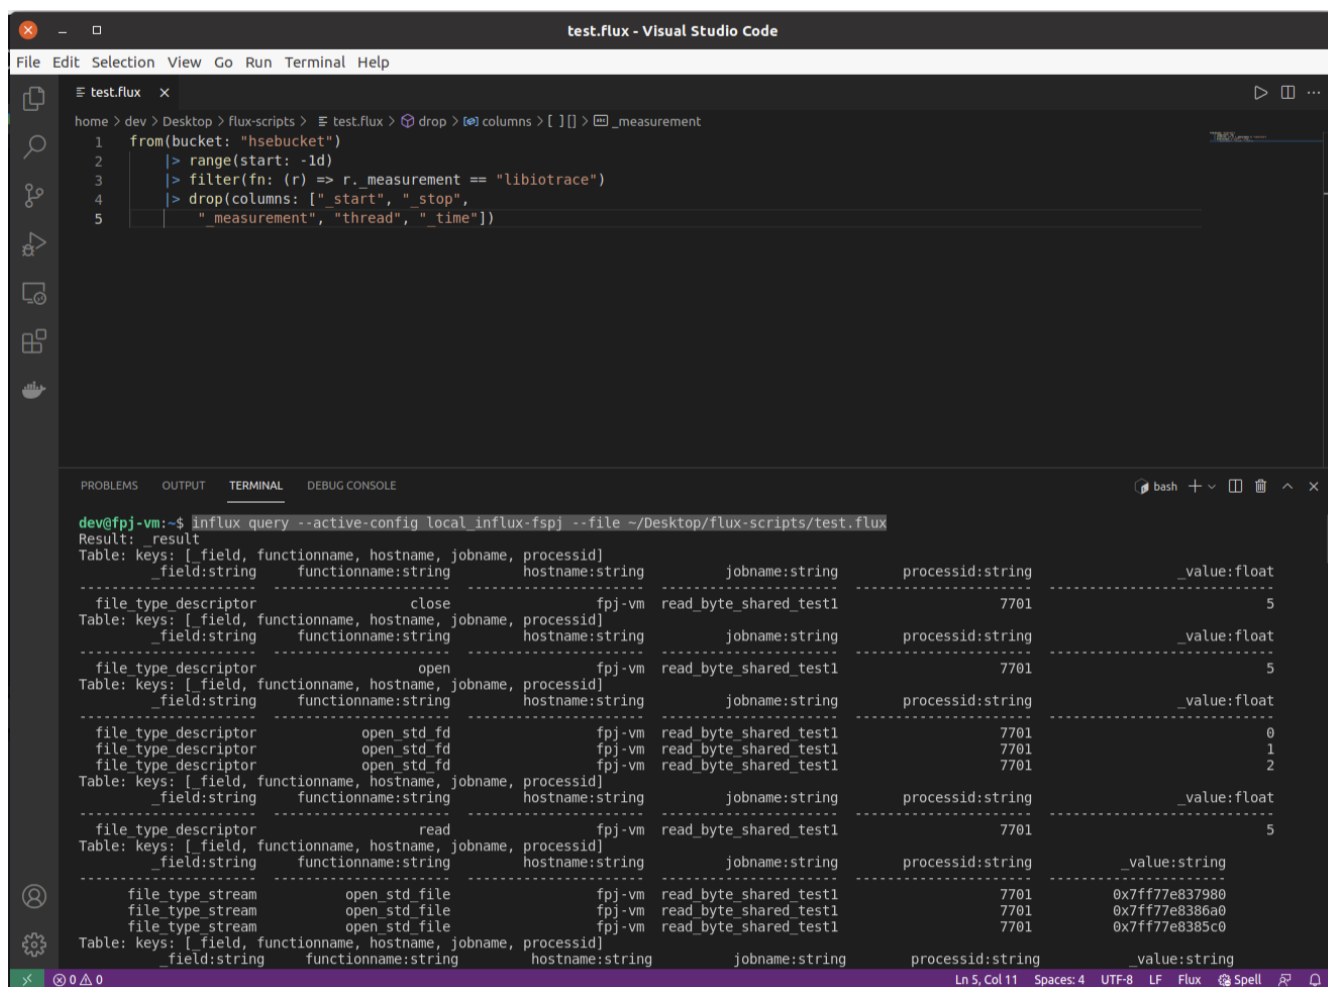 test.flux - Visual Studio Code
File Edit Selection View Go Run Terminal Help
test.flux
home > dev > Desktop > flux-scripts > test.flux > drop > columns > [ ] [] > _measurement
1 from(bucket: "hsebucket")
2 |> range(start: -1d)
3 |> filter(fn: (r) => r._measurement == "libiotrace")
4 |> drop(columns: ["_start", "_stop",
5 "_measurement", "thread", "_time"])
PROBLEMS OUTPUT TERMINAL DEBUG CONSOLE bash
dev@fpj-vm:~$ influx query --active-config local_influx-fspj --file ~/Desktop/flux-scripts/test.flux
Result: _result
Table: keys: [_field, functionname, hostname, jobname, processid]
_field:string functionname:string hostname:string jobname:string processid:string _value:float
---------------------- ---------------------- ---------------------- ---------------------- ---------------------- ----------------------------
file_type_descriptor close fpj-vm read_byte_shared_test1 7701 5
Table: keys: [_field, functionname, hostname, jobname, processid]
_field:string functionname:string hostname:string jobname:string processid:string _value:float
---------------------- ---------------------- ---------------------- ---------------------- ---------------------- ----------------------------
file_type_descriptor open fpj-vm read_byte_shared_test1 7701 5
Table: keys: [_field, functionname, hostname, jobname, processid]
_field:string functionname:string hostname:string jobname:string processid:string _value:float
---------------------- ---------------------- ---------------------- ---------------------- ---------------------- ----------------------------
file_type_descriptor open_std_fd fpj-vm read_byte_shared_test1 7701 0
file_type_descriptor open_std_fd fpj-vm read_byte_shared_test1 7701 1
file_type_descriptor open_std_fd fpj-vm read_byte_shared_test1 7701 2
Table: keys: [_field, functionname, hostname, jobname, processid]
_field:string functionname:string hostname:string jobname:string processid:string _value:float
---------------------- ---------------------- ---------------------- ---------------------- ---------------------- ----------------------------
file_type_descriptor read fpj-vm read_byte_shared_test1 7701 5
Table: keys: [_field, functionname, hostname, jobname, processid]
_field:string functionname:string hostname:string jobname:string processid:string _value:string
---------------------- ---------------------- ---------------------- ---------------------- ---------------------- ----------------------
file_type_stream open_std_file fpj-vm read_byte_shared_test1 7701 0x7ff77e837980
file_type_stream open_std_file fpj-vm read_byte_shared_test1 7701 0x7ff77e8386a0
file_type_stream open_std_file fpj-vm read_byte_shared_test1 7701 0x7ff77e8385c0
Table: keys: [_field, functionname, hostname, jobname, processid]
_field:string functionname:string hostname:string jobname:string processid:string _value:string
0 0 Ln 5, Col 11 Spaces: 4 UTF-8 LF Flux Spell